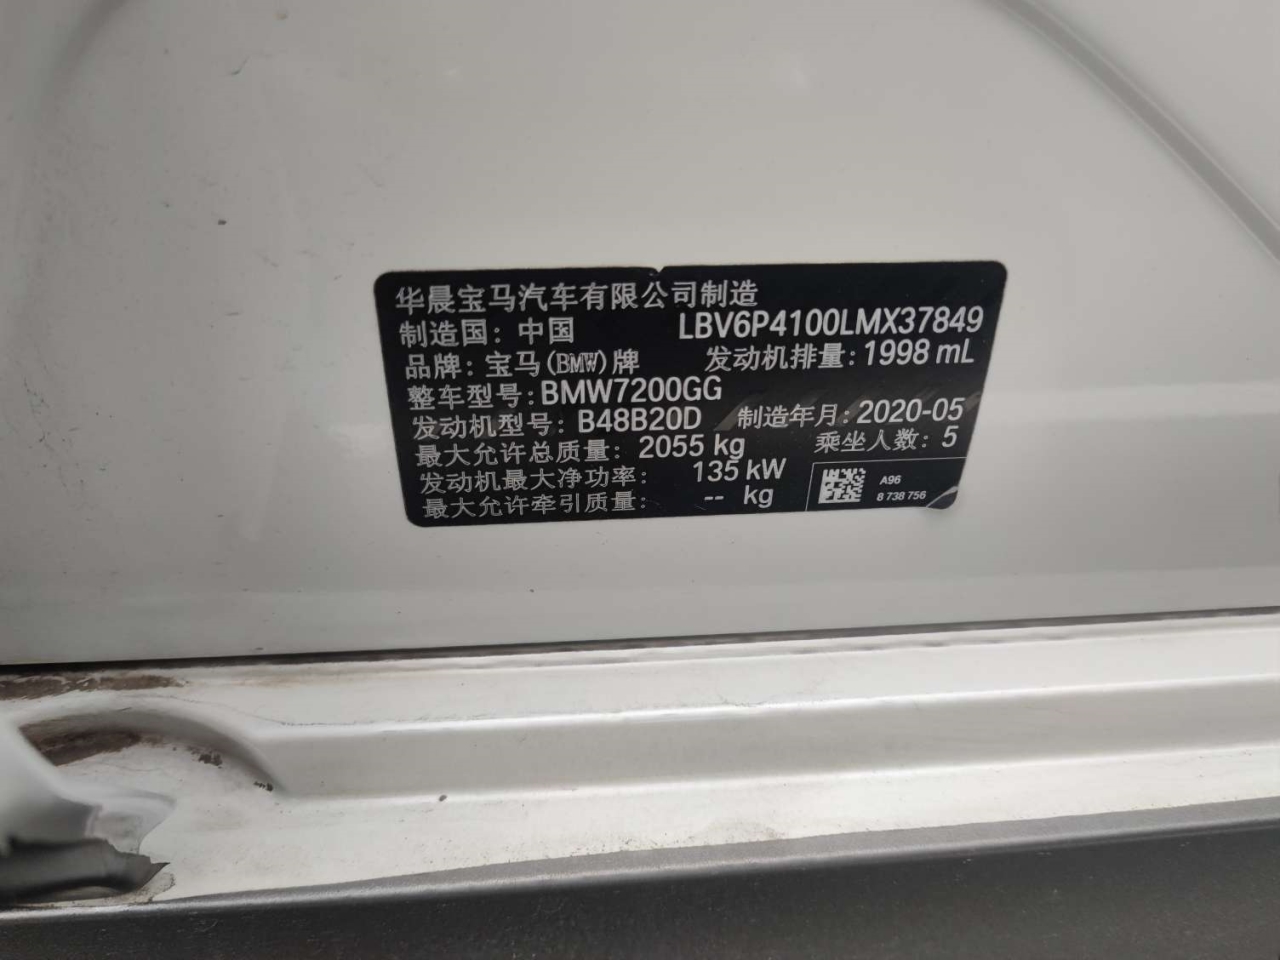 华晨宝马汽车有限公司制造
制造国：中国 LBV6P4100LMX37849
品牌：宝马(BMW)牌 发动机排量：1998 mL
整车型号：BMW7200GG
发动机型号：B48B20D 制造年月：2020-05
最大允许总质量：2055 kg 乘坐人数：5
发动机最大净功率： 135 kW
最大允许牵引质量： -- kg
A96
8 738 756